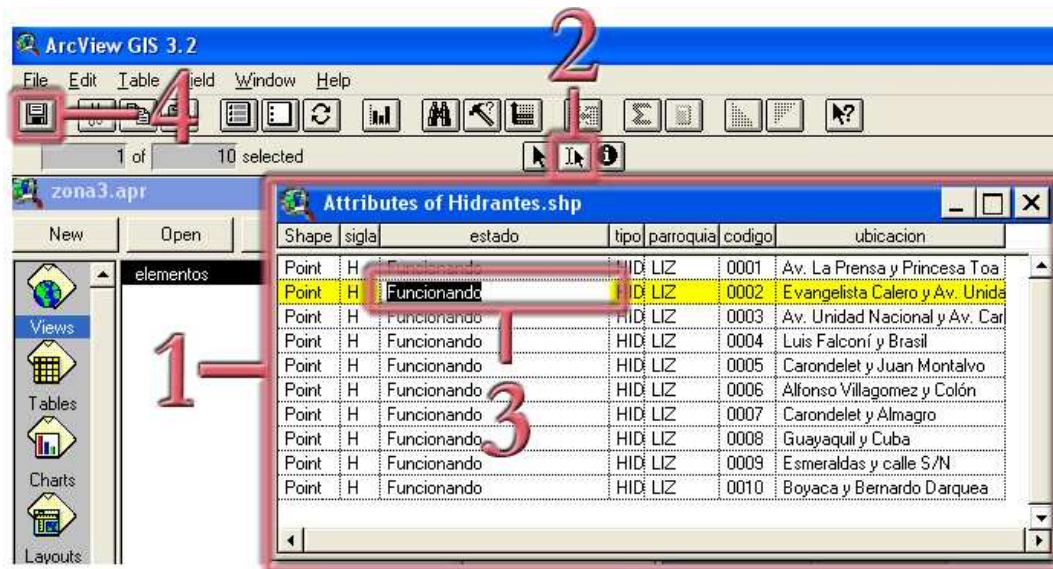 ArcView GIS 3.2
File Edit Table Field Window Help
2
4
1 of 10 selected
zona3.apr
New Open
elementos
Views
Tables
Charts
Layouts
1
3
Attributes of Hidrantes.shp
Shape sigla estado tipo parroquia codigo ubicacion
Point H Funcionando HID LIZ 0001 Av. La Prensa y Princesa Toa
Point H Funcionando HID LIZ 0002 Evangelista Calero y Av. Unida
Point H Funcionando HID LIZ 0003 Av. Unidad Nacional y Av. Carl
Point H Funcionando HID LIZ 0004 Luis Falconí y Brasil
Point H Funcionando HID LIZ 0005 Carondelet y Juan Montalvo
Point H Funcionando HID LIZ 0006 Alfonso Villagomez y Colón
Point H Funcionando HID LIZ 0007 Carondelet y Almagro
Point H Funcionando HID LIZ 0008 Guayaquil y Cuba
Point H Funcionando HID LIZ 0009 Esmeraldas y calle S/N
Point H Funcionando HID LIZ 0010 Boyaca y Bernardo Darquea